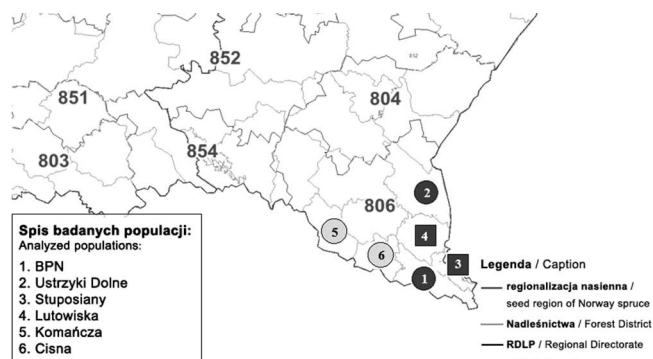 852
852
851
804
854
803
806
2
5
4
6
3
1
Spis badanych populacji:
Analyzed populations:
1. BPN
2. Ustrzyki Dolne
3. Stuposiany
4. Lutowiska
5. Komańcza
6. Cisna
Legenda / Caption
regionalizacja nasienna /
seed region of Norway spruce
Nadleśnictwa / Forest District
RDLP / Regional Directorate